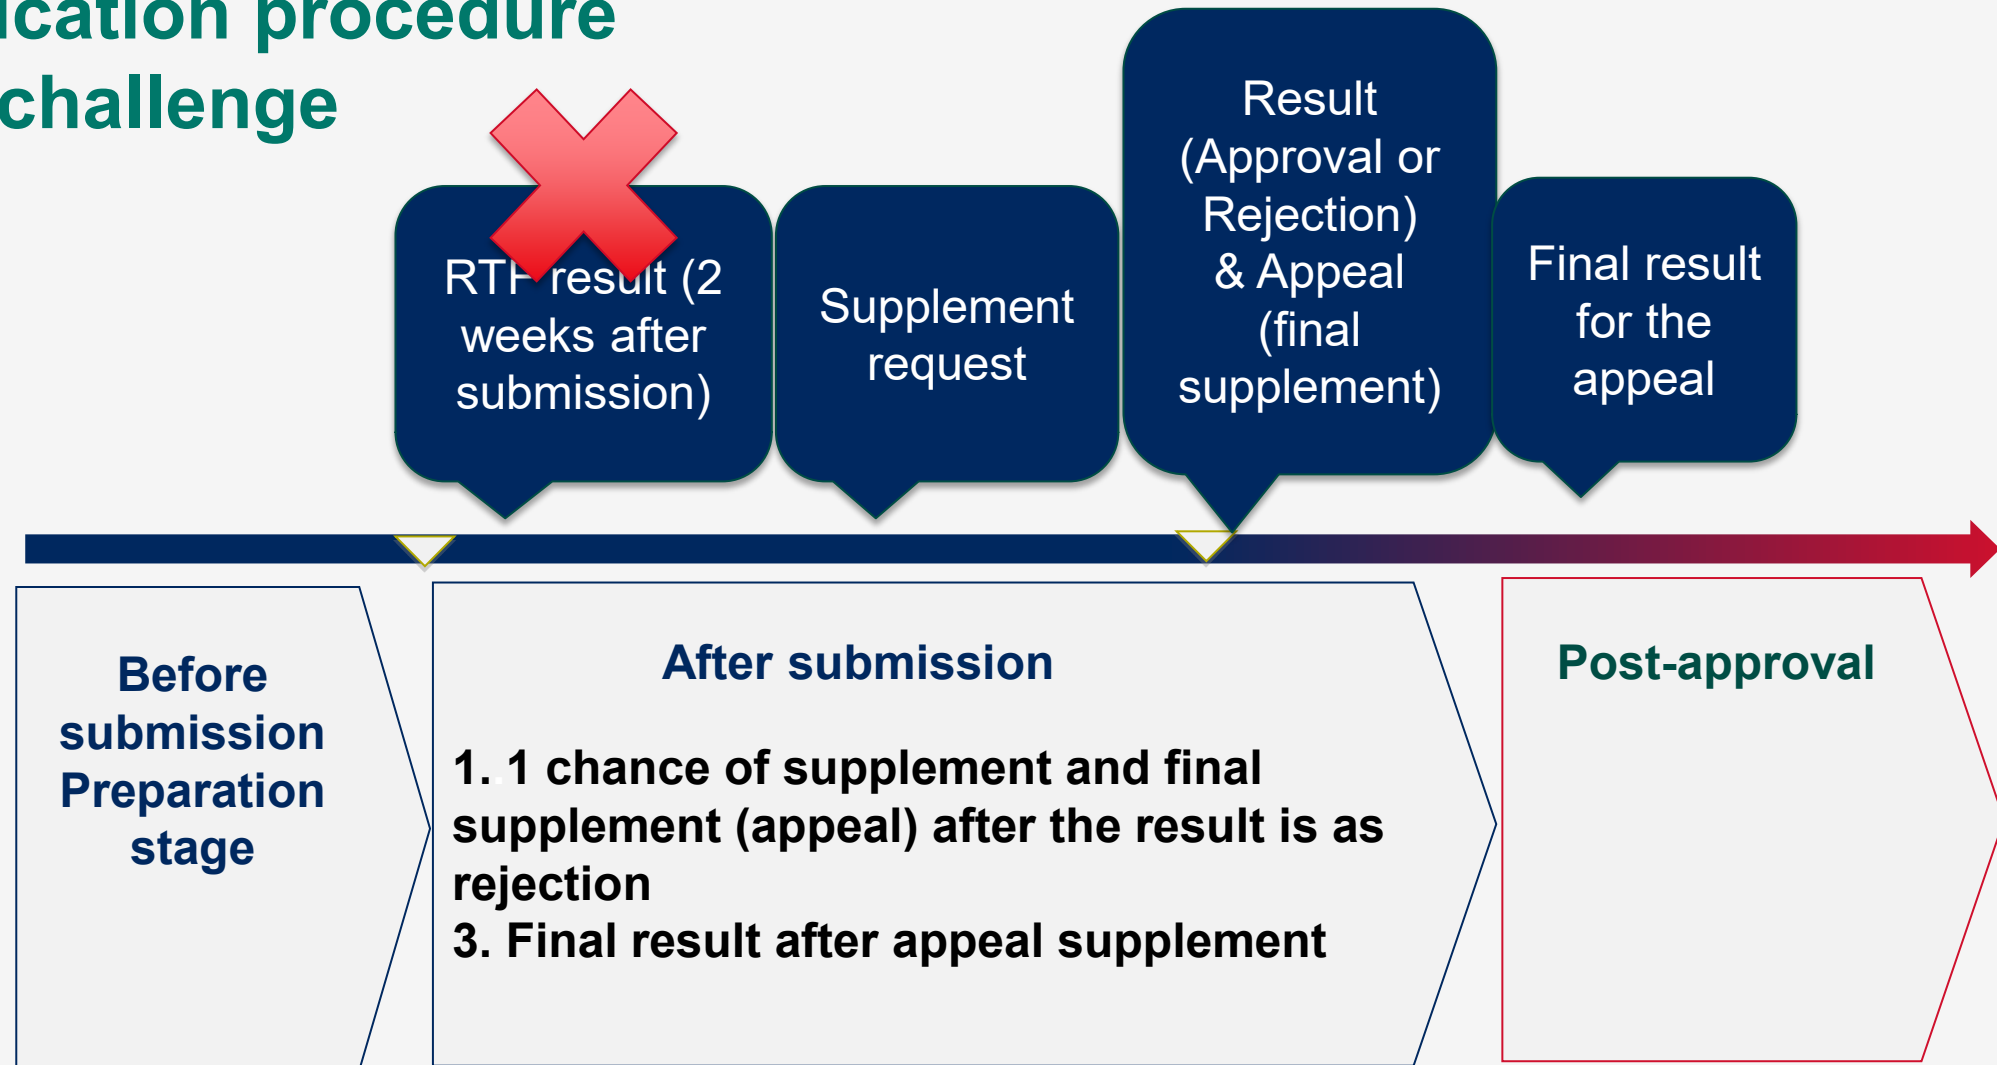 ication procedure
challenge
RTF result (2
weeks after
submission)
Supplement
request
Result
(Approval or
Rejection)
& Appeal
(final
supplement)
Final result
for the
appeal
Before
submission
Preparation
stage
After submission
1..1 chance of supplement and final
supplement (appeal) after the result is as
rejection
3. Final result after appeal supplement
Post-approval